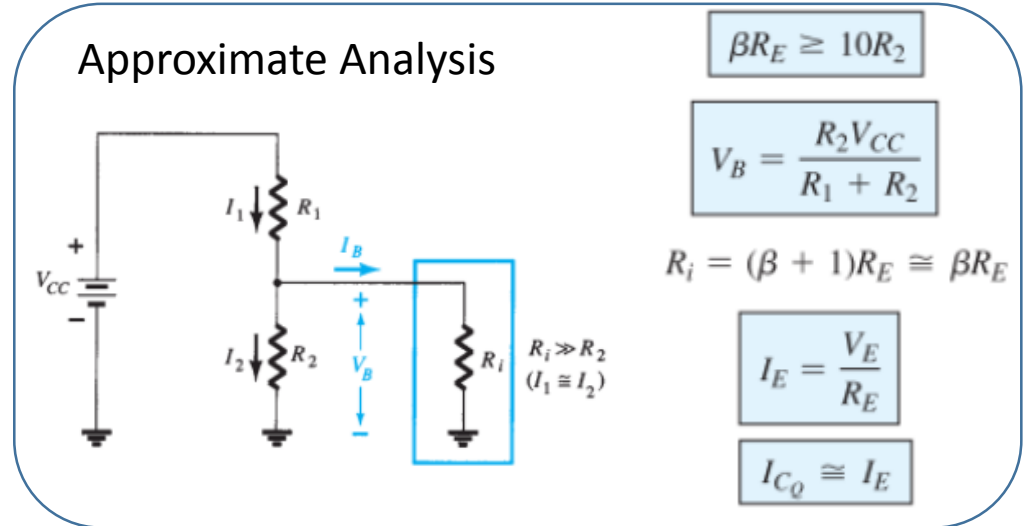 Approximate Analysis
βR_E ≥ 10R_2
V_B = R_2V_CC / R_1 + R_2
R_i = (β + 1)R_E ≅ βR_E
I_E = V_E / R_E
I_CQ ≅ I_E
I_1
R_1
I_B
+
V_CC
−
+
I_2
R_2
V_B
−
R_i
R_i ≫ R_2
(I_1 ≅ I_2)